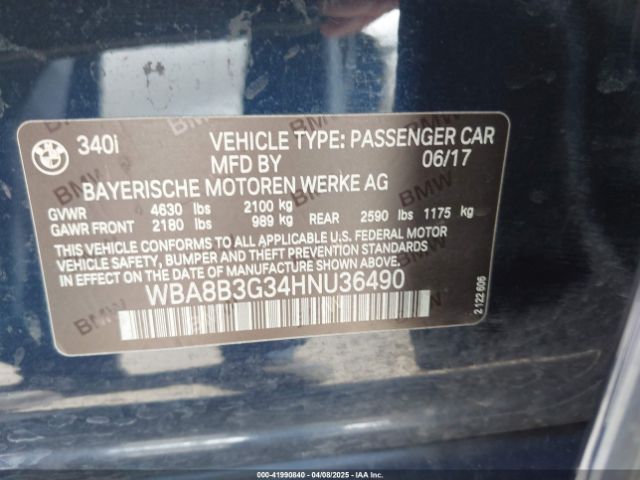 340i VEHICLE TYPE: PASSENGER CAR
MFD BY 06/17
BAYERISCHE MOTOREN WERKE AG
GVWR 4630 lbs 2100 kg
GAWR FRONT 2180 lbs 989 kg REAR 2590 lbs 1175 kg
THIS VEHICLE CONFORMS TO ALL APPLICABLE U.S. FEDERAL MOTOR
VEHICLE SAFETY, BUMPER AND THEFT PREVENTION STANDARDS
IN EFFECT ON THE DATE OF MANUFACTURE SHOWN ABOVE.
WBA8B3G34HNU36490
2 122 606
000-41990840 - 04/08/2025 - IAAI, Inc.